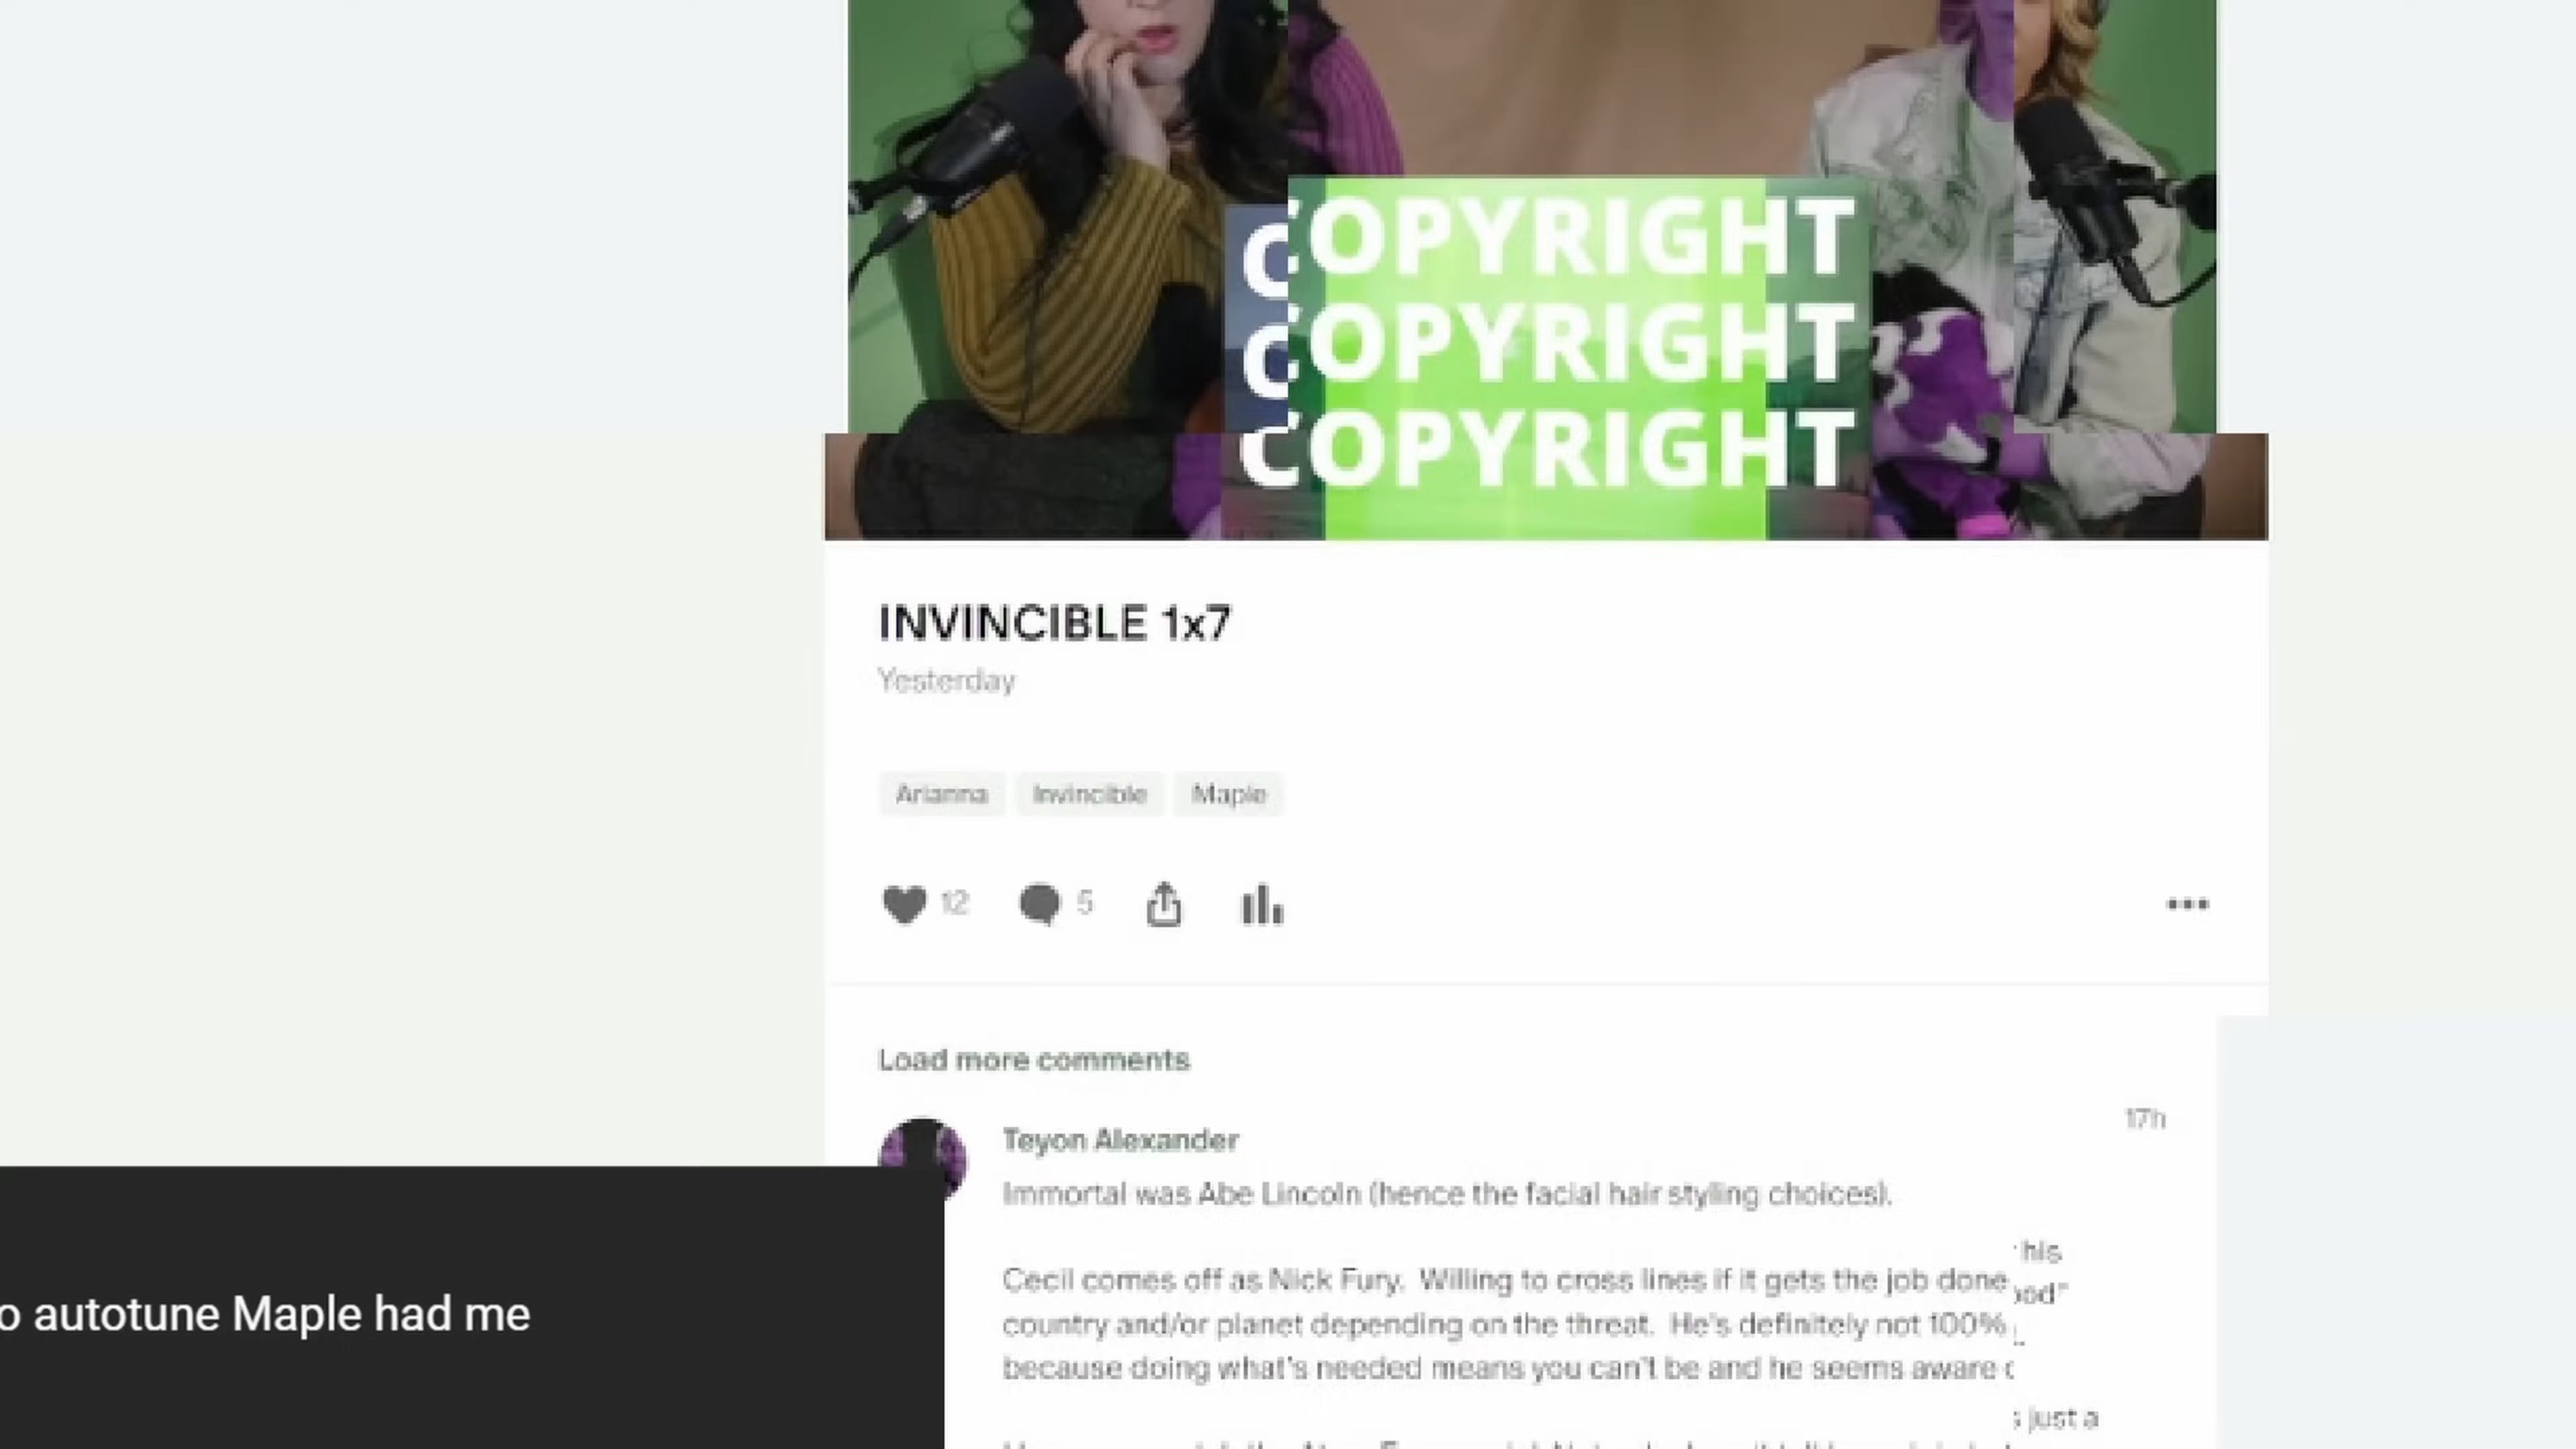 COPYRIGHT
COPYRIGHT
COPYRIGHT
INVINCIBLE 1x7
Yesterday
Arianna Invincible Maple
12 5
Load more comments
Teyon Alexander 17h
Immortal was Abe Lincoln (hence the facial hair styling choices).
his
Cecil comes off as Nick Fury. Willing to cross lines if it gets the job done
country and/or planet depending on the threat. He's definitely not 100%
because doing what's needed means you can't be and he seems aware
just a
autotune Maple had me